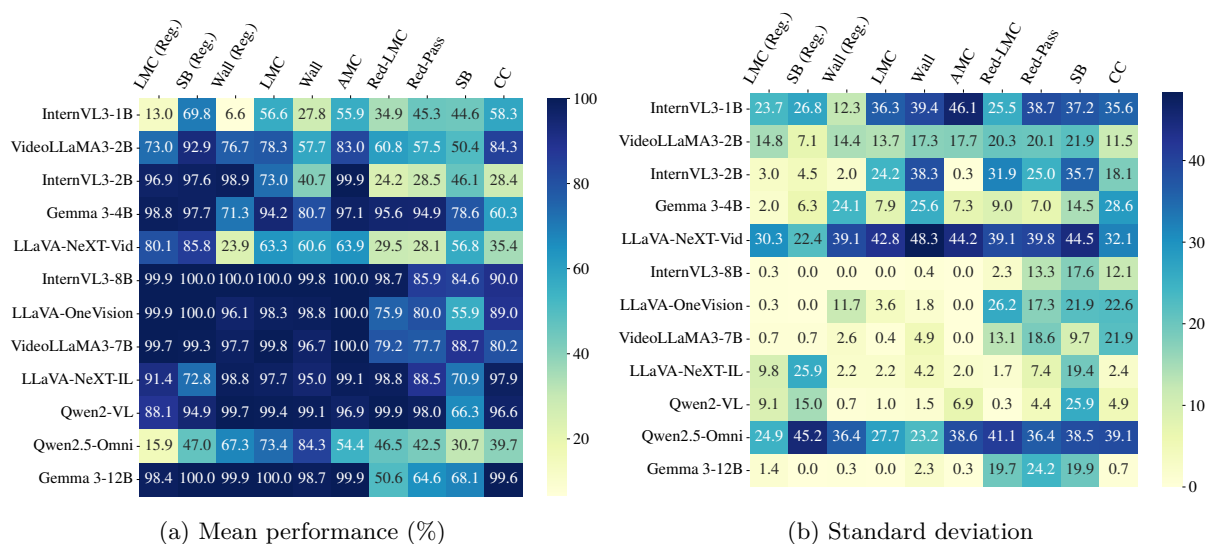 LMC (Reg.) SB (Reg.) Wall (Reg.) LMC Wall AMC Red-LMC Red-Pass SB CC
InternVL3-1B 13.0 69.8 6.6 56.6 27.8 55.9 34.9 45.3 44.6 58.3
VideoLLaMA3-2B 73.0 92.9 76.7 78.3 57.7 83.0 60.8 57.5 50.4 84.3
InternVL3-2B 96.9 97.6 98.9 73.0 40.7 99.9 24.2 28.5 46.1 28.4
Gemma 3-4B 98.8 97.7 71.3 94.2 80.7 97.1 95.6 94.9 78.6 60.3
LLaVA-NeXT-Vid 80.1 85.8 23.9 63.3 60.6 63.9 29.5 28.1 56.8 35.4
InternVL3-8B 99.9 100.0 100.0 100.0 99.8 100.0 98.7 85.9 84.6 90.0
LLaVA-OneVision 99.9 100.0 96.1 98.3 98.8 100.0 75.9 80.0 55.9 89.0
VideoLLaMA3-7B 99.7 99.3 97.7 99.8 96.7 100.0 79.2 77.7 88.7 80.2
LLaVA-NeXT-IL 91.4 72.8 98.8 97.7 95.0 99.1 98.8 88.5 70.9 97.9
Qwen2-VL 88.1 94.9 99.7 99.4 99.1 96.9 99.9 98.0 66.3 96.6
Qwen2.5-Omni 15.9 47.0 67.3 73.4 84.3 54.4 46.5 42.5 30.7 39.7
Gemma 3-12B 98.4 100.0 99.9 100.0 98.7 99.9 50.6 64.6 68.1 99.6
100
80
60
40
20
(a) Mean performance (%)
LMC (Reg.) SB (Reg.) Wall (Reg.) LMC Wall AMC Red-LMC Red-Pass SB CC
InternVL3-1B 23.7 26.8 12.3 36.3 39.4 46.1 25.5 38.7 37.2 35.6
VideoLLaMA3-2B 14.8 7.1 14.4 13.7 17.3 17.7 20.3 20.1 21.9 11.5
InternVL3-2B 3.0 4.5 2.0 24.2 38.3 0.3 31.9 25.0 35.7 18.1
Gemma 3-4B 2.0 6.3 24.1 7.9 25.6 7.3 9.0 7.0 14.5 28.6
LLaVA-NeXT-Vid 30.3 22.4 39.1 42.8 48.3 44.2 39.1 39.8 44.5 32.1
InternVL3-8B 0.3 0.0 0.0 0.0 0.4 0.0 2.3 13.3 17.6 12.1
LLaVA-OneVision 0.3 0.0 11.7 3.6 1.8 0.0 26.2 17.3 21.9 22.6
VideoLLaMA3-7B 0.7 0.7 2.6 0.4 4.9 0.0 13.1 18.6 9.7 21.9
LLaVA-NeXT-IL 9.8 25.9 2.2 2.2 4.2 2.0 1.7 7.4 19.4 2.4
Qwen2-VL 9.1 15.0 0.7 1.0 1.5 6.9 0.3 4.4 25.9 4.9
Qwen2.5-Omni 24.9 45.2 36.4 27.7 23.2 38.6 41.1 36.4 38.5 39.1
Gemma 3-12B 1.4 0.0 0.3 0.0 2.3 0.3 19.7 24.2 19.9 0.7
40
30
20
10
0
(b) Standard deviation